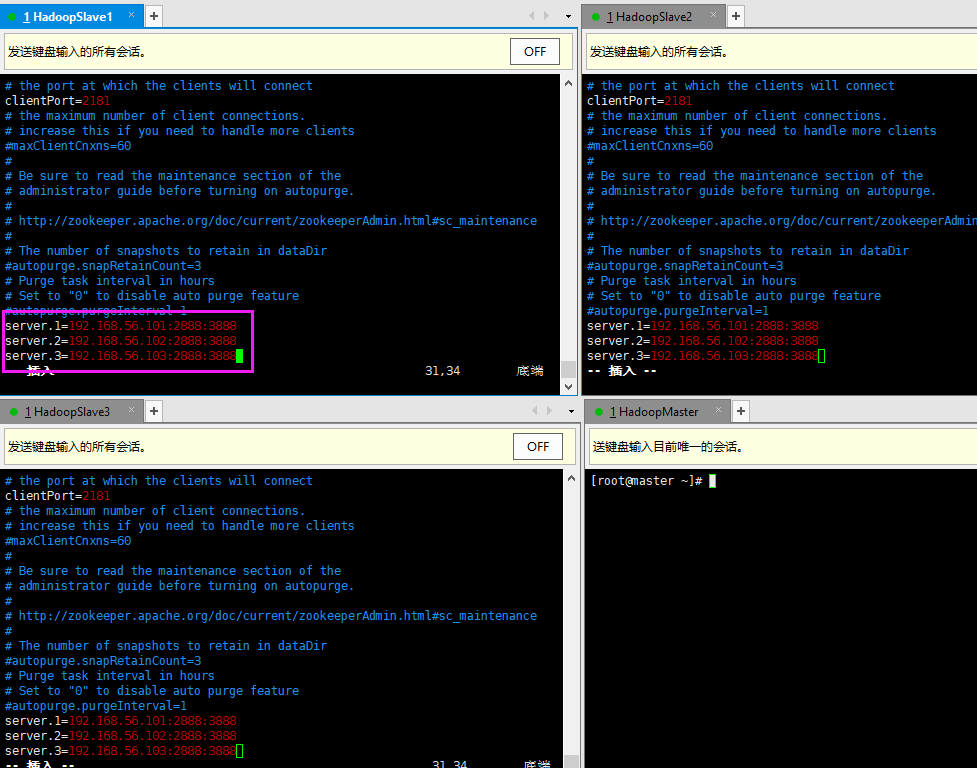 1 HadoopSlave1 × +
发送键盘输入的所有会话。 OFF
# the port at which the clients will connect
clientPort=2181
# the maximum number of client connections.
# increase this if you need to handle more clients
#maxClientCnxns=60
#
# Be sure to read the maintenance section of the
# administrator guide before turning on autopurge.
#
# http://zookeeper.apache.org/doc/current/zookeeperAdmin.html#sc_maintenance
#
# The number of snapshots to retain in dataDir
#autopurge.snapRetainCount=3
# Purge task interval in hours
# Set to "0" to disable auto purge feature
#autopurge.purgeInterval=1
server.1=192.168.56.101:2888:3888
server.2=192.168.56.102:2888:3888
server.3=192.168.56.103:2888:3888
插入 31,34 底端
1 HadoopSlave2 × +
发送键盘输入的所有会话。
# the port at which the clients will connect
clientPort=2181
# the maximum number of client connections.
# increase this if you need to handle more clients
#maxClientCnxns=60
#
# Be sure to read the maintenance section of the
# administrator guide before turning on autopurge.
#
# http://zookeeper.apache.org/doc/current/zookeeperAdmin
#
# The number of snapshots to retain in dataDir
#autopurge.snapRetainCount=3
# Purge task interval in hours
# Set to "0" to disable auto purge feature
#autopurge.purgeInterval=1
server.1=192.168.56.101:2888:3888
server.2=192.168.56.102:2888:3888
server.3=192.168.56.103:2888:3888
-- 插入 --
1 HadoopSlave3 × +
发送键盘输入的所有会话。 OFF
# the port at which the clients will connect
clientPort=2181
# the maximum number of client connections.
# increase this if you need to handle more clients
#maxClientCnxns=60
#
# Be sure to read the maintenance section of the
# administrator guide before turning on autopurge.
#
# http://zookeeper.apache.org/doc/current/zookeeperAdmin.html#sc_maintenance
#
# The number of snapshots to retain in dataDir
#autopurge.snapRetainCount=3
# Purge task interval in hours
# Set to "0" to disable auto purge feature
#autopurge.purgeInterval=1
server.1=192.168.56.101:2888:3888
server.2=192.168.56.102:2888:3888
server.3=192.168.56.103:2888:3888
-- 插入 -- 31,34 底端
1 HadoopMaster × +
送键盘输入目前唯一的会话。
[root@master ~]#